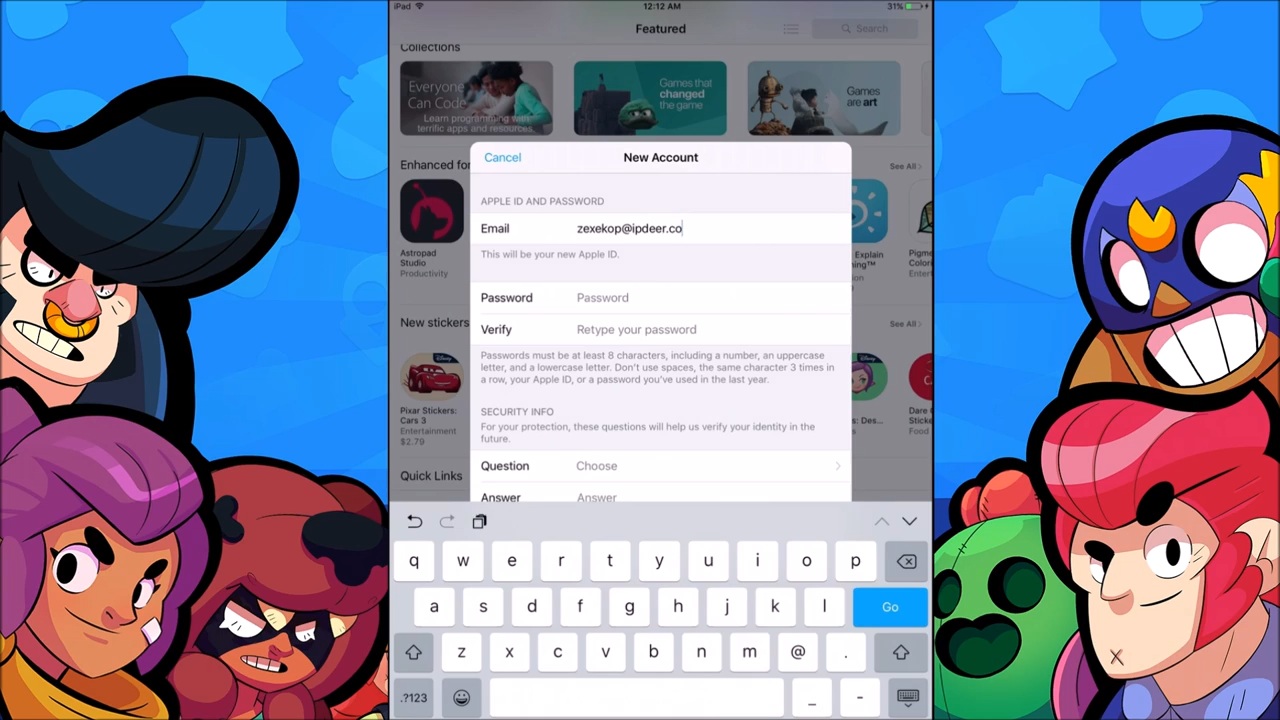 iPad 12:12 AM 31%
Featured
Search
Collections
Everyone
Can Code
Learn programming with
terrific apps and resources.
Games that
changed
the game
Games
are art
Enhanced for
See All
Astropad
Studio
Productivity
Explain
Pigme
Colori
Enter
New stickers
See All
Pixar Stickers:
Cars 3
Entertainment
$2.79
Dare
Quick Links
Cancel New Account
APPLE ID AND PASSWORD
Email zexekop@ipdeer.co
This will be your new Apple ID.
Password Password
Verify Retype your password
Passwords must be at least 8 characters, including a number, an uppercase
letter, and a lowercase letter. Don't use spaces, the same character 3 times in
a row, your Apple ID, or a password you've used in the last year.
SECURITY INFO
For your protection, these questions will help us verify your identity in the
future.
Question Choose
Answer Answer
q w e r t y u i o p
a s d f g h j k l Go
z x c v b n m @ .
.?123 _ -